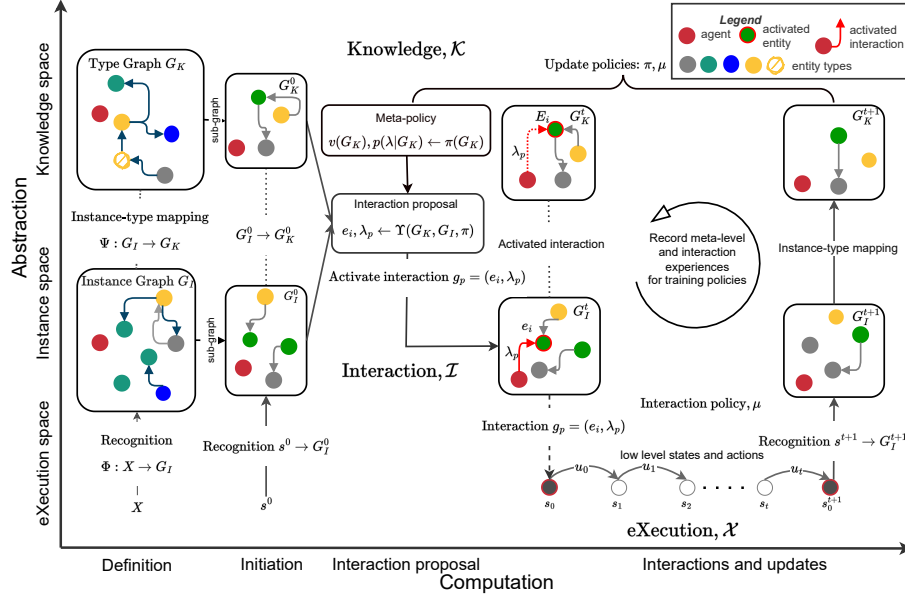 Knowledge space
Instance space
eXecution space
Abstraction
Type Graph G_K
Instance-type mapping
Ψ : G_I → G_K
Instance Graph G_I
Recognition
Φ : X → G_I
X
sub-graph
sub-graph
G_K^0
G_I^0 → G_K^0
G_I^0
Recognition s^0 → G_I^0
s^0
Knowledge, 𝒦
Meta-policy
v(G_K), p(λ|G_K) ← π(G_K)
Interaction proposal
e_i, λ_p ← Υ(G_K, G_I, π)
Activate interaction g_p = (e_i, λ_p)
Interaction, ℐ
Update policies: π, μ
E_i
G_K^t
λ_p
Activated interaction
G_I^t
e_i
λ_p
Interaction g_p = (e_i, λ_p)
Record meta-level
and interaction
experiences
for training policies
G_K^{t+1}
Instance-type mapping
G_I^{t+1}
Interaction policy, μ
Recognition s^{t+1} → G_I^{t+1}
low level states and actions
u_0
u_1
u_t
s_0
s_1
s_2
s_t
s_0^{t+1}
eXecution, 𝒳
Legend
agent
activated
entity
activated
interaction
entity types
Definition
Initiation
Interaction proposal
Interactions and updates
Computation